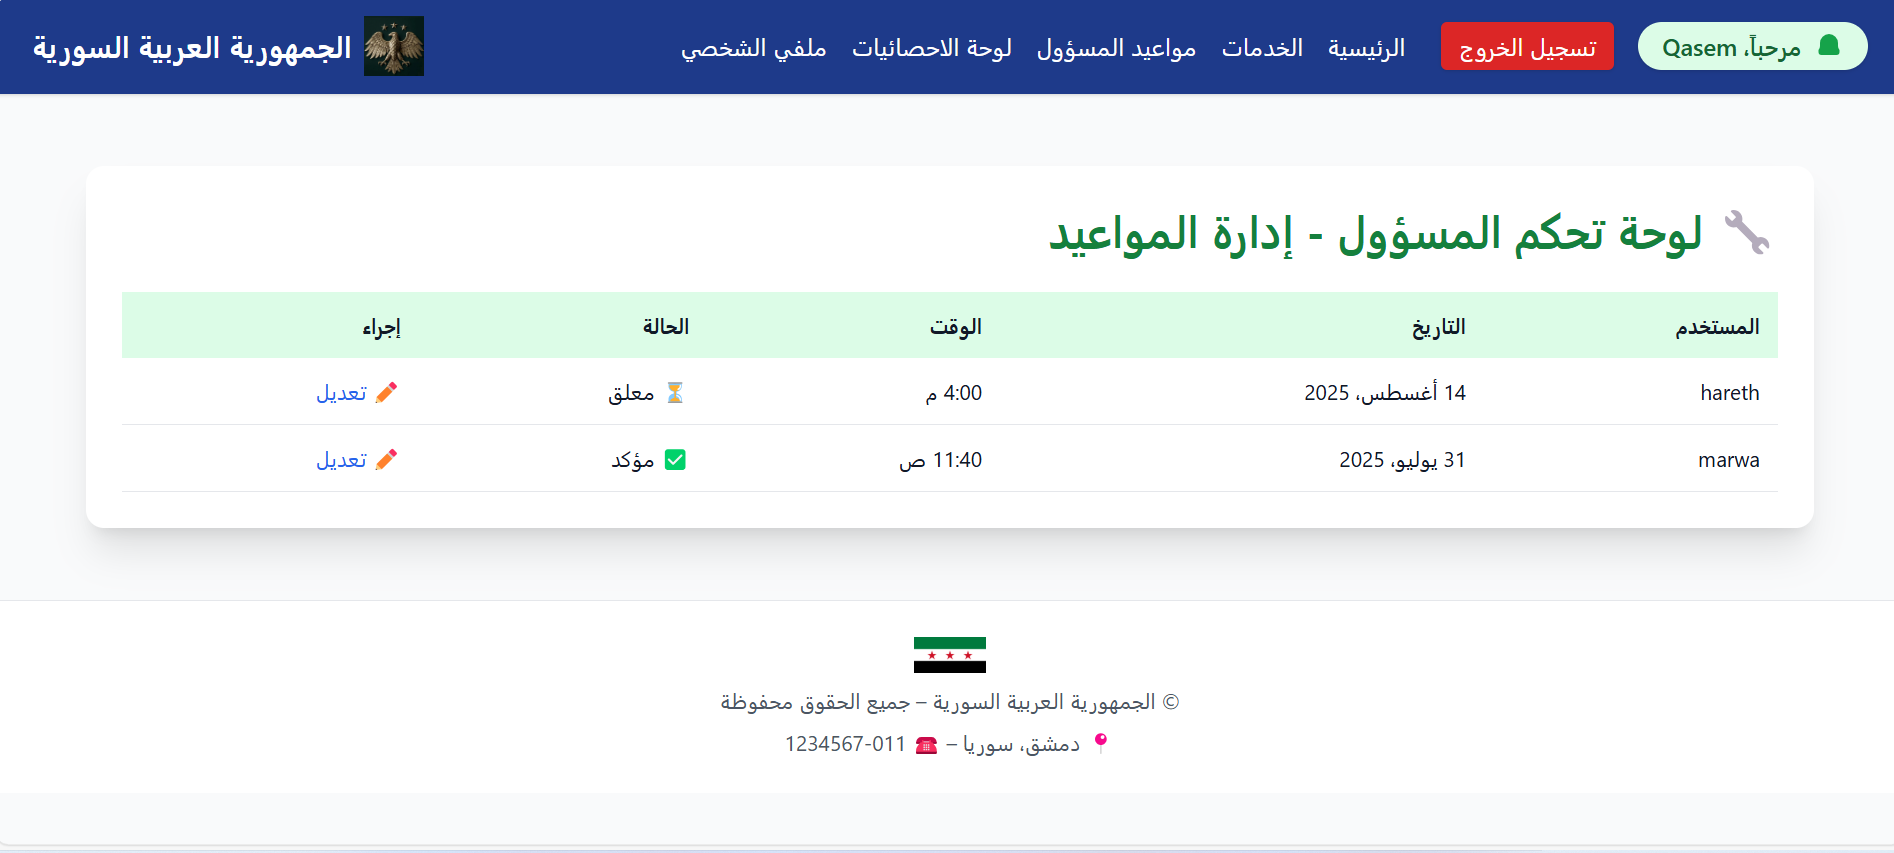 مرحباً، Qasem
تسجيل الخروج
الرئيسية
الخدمات
مواعيد المسؤول
لوحة الاحصائيات
ملفي الشخصي
الجمهورية العربية السورية
لوحة تحكم المسؤول - إدارة المواعيد
المستخدم التاريخ الوقت الحالة إجراء
hareth 14 أغسطس، 2025 4:00 م معلق تعديل
marwa 31 يوليو، 2025 11:40 ص مؤكد تعديل
© الجمهورية العربية السورية – جميع الحقوق محفوظة
دمشق، سوريا – 011-1234567